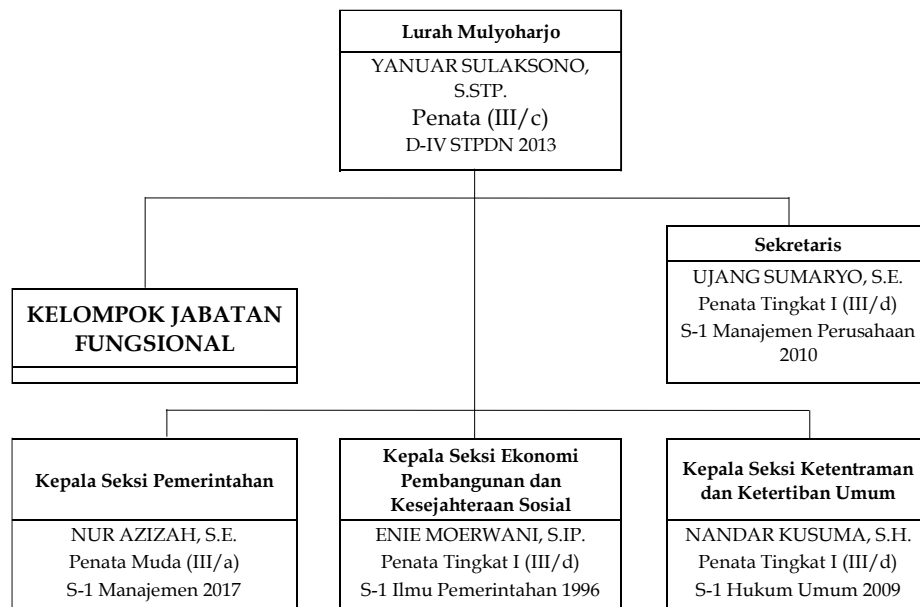 Lurah Mulyoharjo
YANUAR SULAKSONO,
S.STP.
Penata (III/c)
D-IV STPDN 2013
Sekretaris
UJANG SUMARYO, S.E.
Penata Tingkat I (III/d)
S-1 Manajemen Perusahaan
2010
KELOMPOK JABATAN
FUNGSIONAL
Kepala Seksi Pemerintahan
NUR AZIZAH, S.E.
Penata Muda (III/a)
S-1 Manajemen 2017
Kepala Seksi Ekonomi
Pembangunan dan
Kesejahteraan Sosial
ENIE MOERWANI, S.IP.
Penata Tingkat I (III/d)
S-1 Ilmu Pemerintahan 1996
Kepala Seksi Ketentraman
dan Ketertiban Umum
NANDAR KUSUMA, S.H.
Penata Tingkat I (III/d)
S-1 Hukum Umum 2009